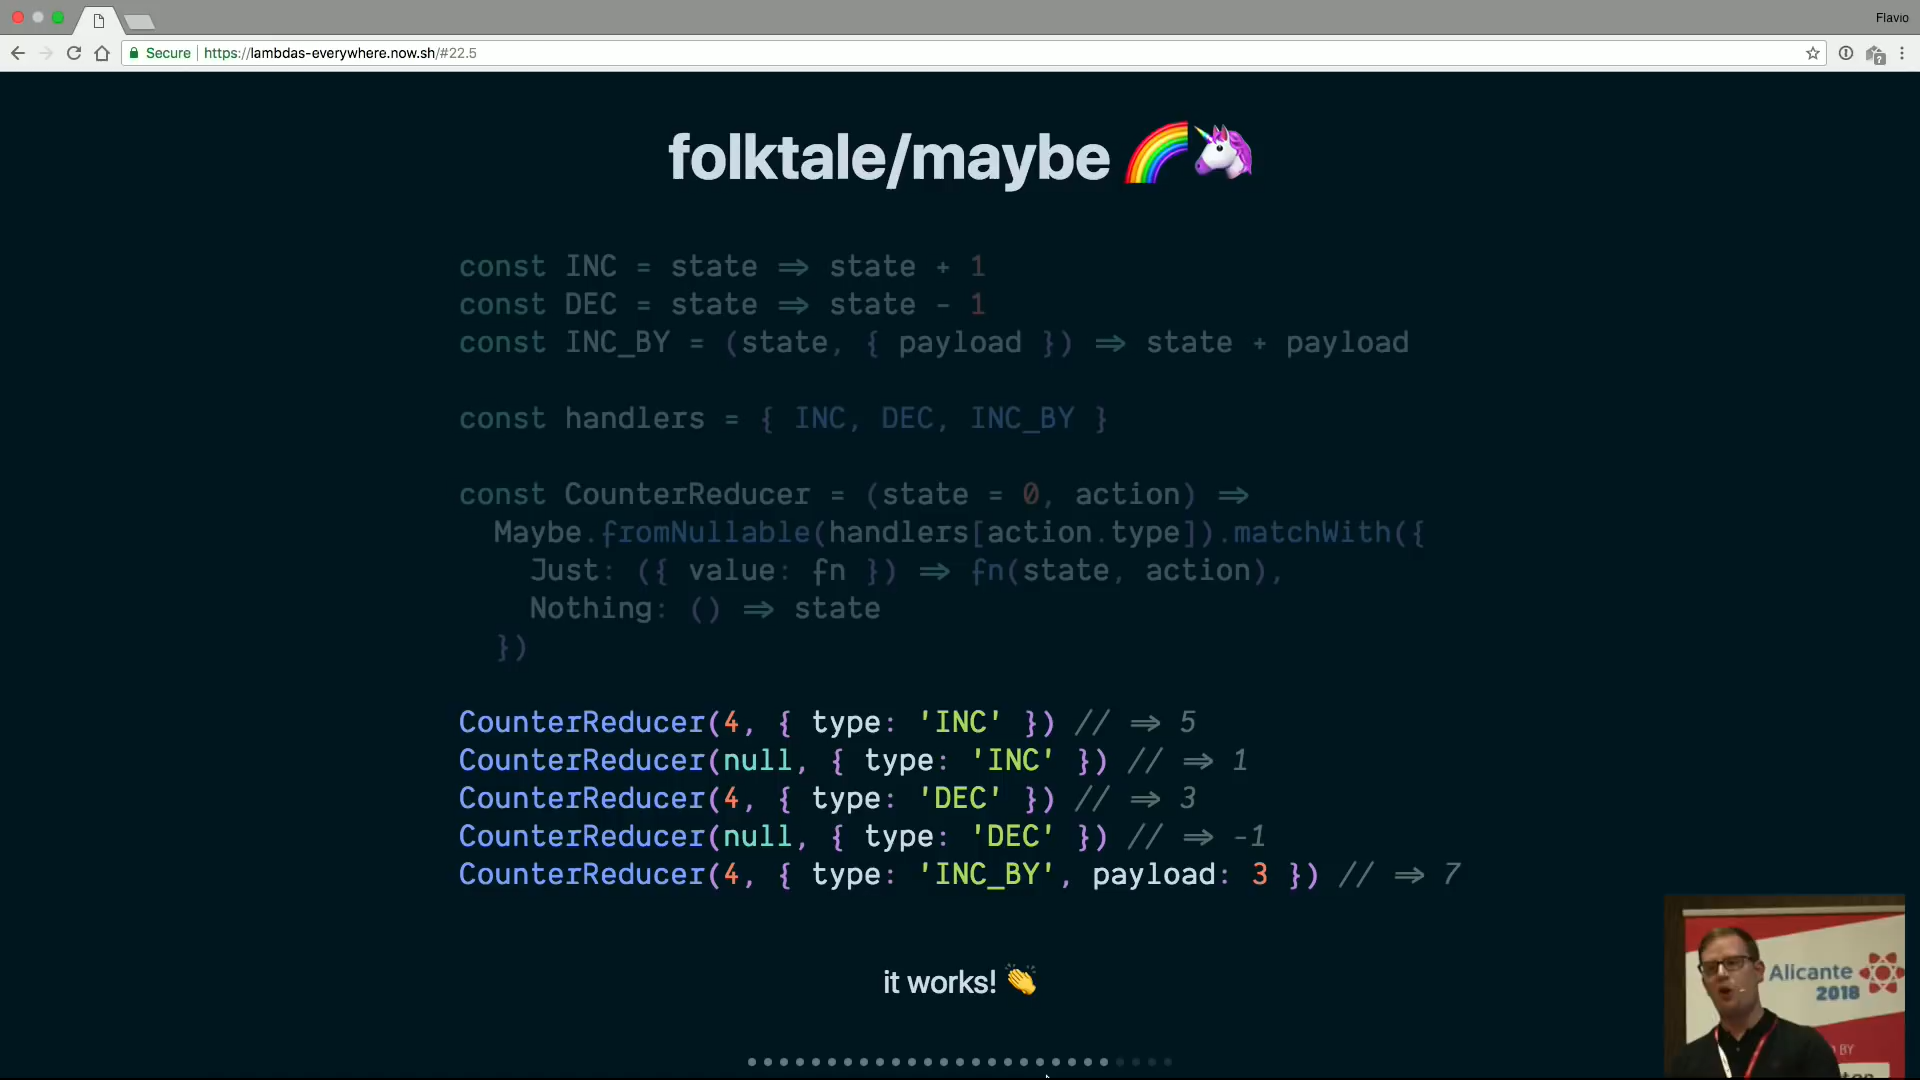 Flavio
Secure https://lambdas-everywhere.now.sh/#22.5
folktale/maybe 🌈🦄
const INC = state => state + 1
const DEC = state => state - 1
const INC_BY = (state, { payload }) => state + payload
const handlers = { INC, DEC, INC_BY }
const CounterReducer = (state = 0, action) =>
Maybe.fromNullable(handlers[action.type]).matchWith({
Just: ({ value: fn }) => fn(state, action),
Nothing: () => state
})
CounterReducer(4, { type: 'INC' }) // => 5
CounterReducer(null, { type: 'INC' }) // => 1
CounterReducer(4, { type: 'DEC' }) // => 3
CounterReducer(null, { type: 'DEC' }) // => -1
CounterReducer(4, { type: 'INC_BY', payload: 3 }) // => 7
it works! 👏
Alicante
2018
BY